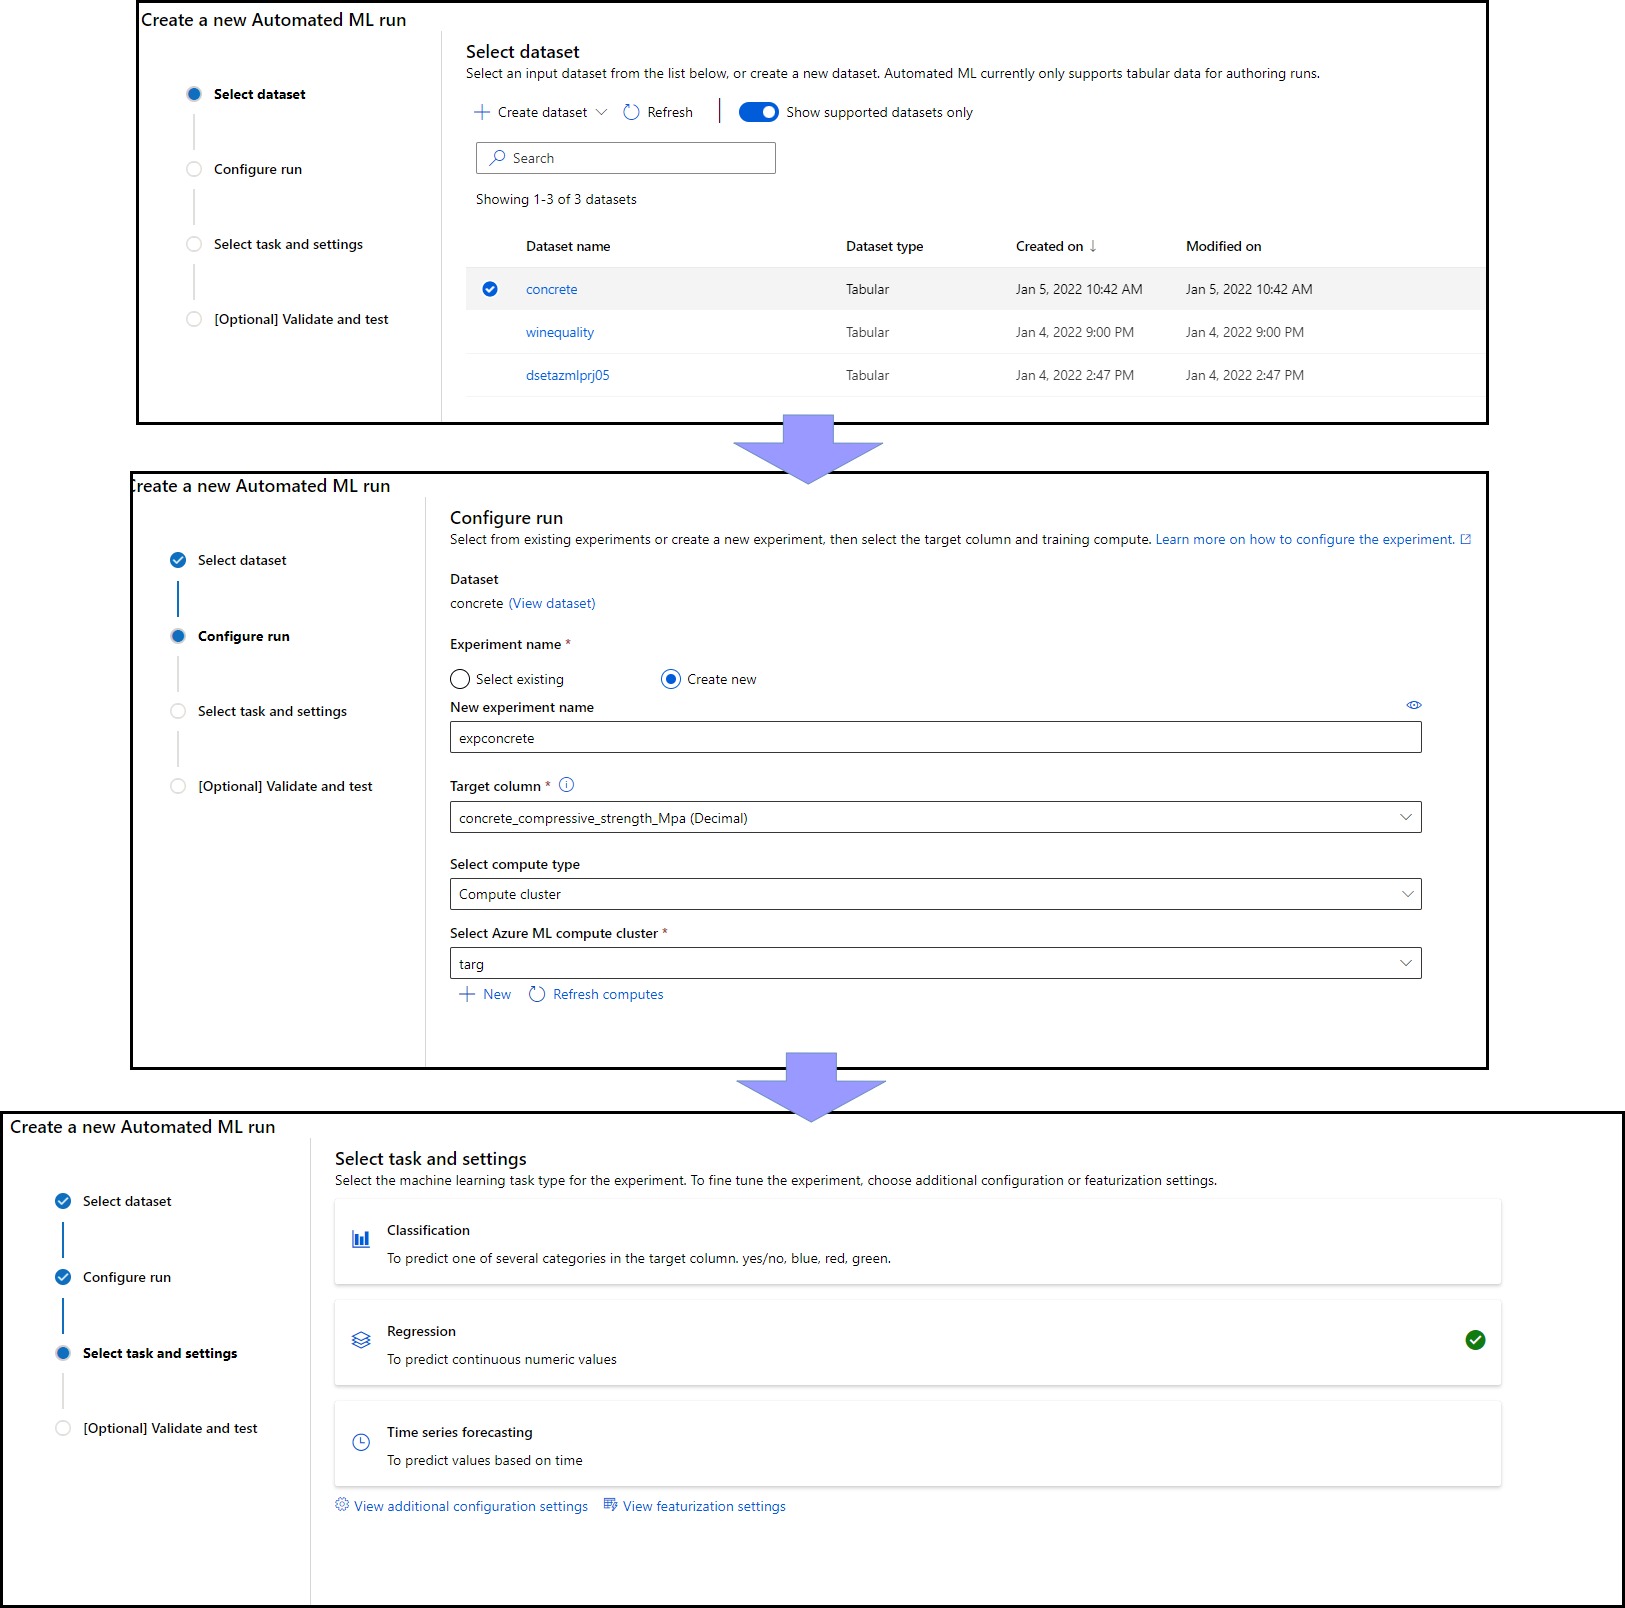 Create a new Automated ML run
Select dataset
Configure run
Select task and settings
[Optional] Validate and test
Select dataset
Select an input dataset from the list below, or create a new dataset. Automated ML currently only supports tabular data for authoring runs.
Create dataset Refresh Show supported datasets only
Search
Showing 1-3 of 3 datasets
Dataset name Dataset type Created on ↓ Modified on
concrete Tabular Jan 5, 2022 10:42 AM Jan 5, 2022 10:42 AM
winequality Tabular Jan 4, 2022 9:00 PM Jan 4, 2022 9:00 PM
dsetazmlprj05 Tabular Jan 4, 2022 2:47 PM Jan 4, 2022 2:47 PM
Create a new Automated ML run
Select dataset
Configure run
Select task and settings
[Optional] Validate and test
Configure run
Select from existing experiments or create a new experiment, then select the target column and training compute. Learn more on how to configure the experiment.
Dataset
concrete (View dataset)
Experiment name *
Select existing Create new
New experiment name
expconcrete
Target column *
concrete_compressive_strength_Mpa (Decimal)
Select compute type
Compute cluster
Select Azure ML compute cluster *
targ
New Refresh computes
Create a new Automated ML run
Select dataset
Configure run
Select task and settings
[Optional] Validate and test
Select task and settings
Select the machine learning task type for the experiment. To fine tune the experiment, choose additional configuration or featurization settings.
Classification
To predict one of several categories in the target column. yes/no, blue, red, green.
Regression
To predict continuous numeric values
Time series forecasting
To predict values based on time
View additional configuration settings View featurization settings